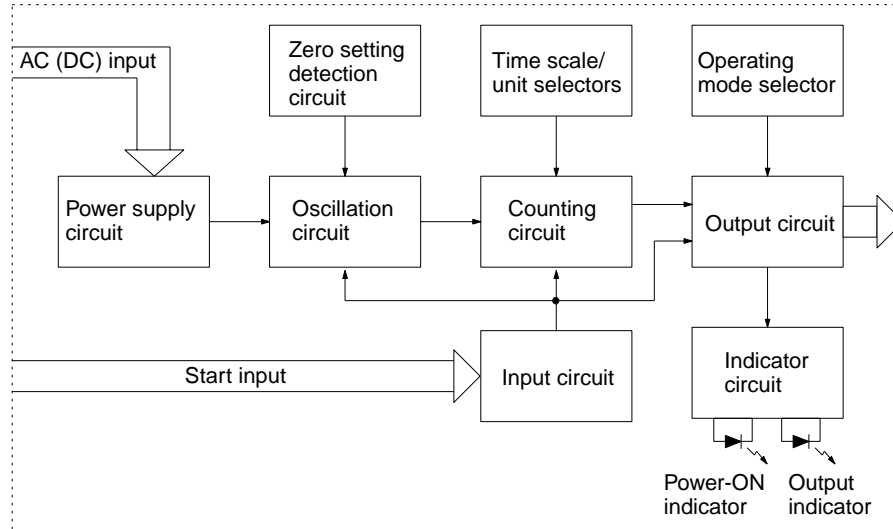 AC (DC) input
Zero setting
detection
circuit
Time scale/
unit selectors
Operating
mode selector
Power supply
circuit
Oscillation
circuit
Counting
circuit
Output circuit
Start input
Input circuit
Indicator
circuit
Power-ON
indicator
Output
indicator